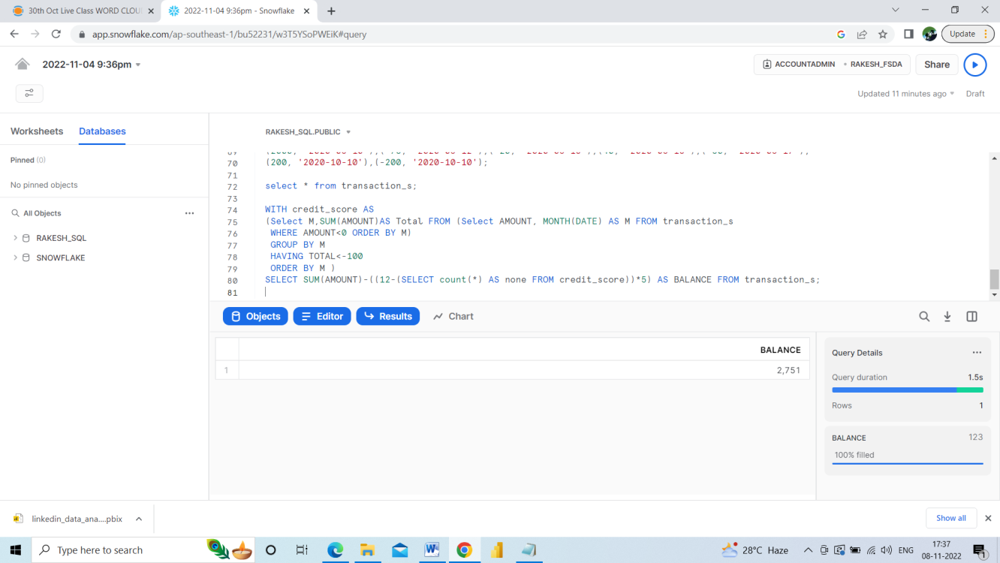 30th Oct Live Class WORD CLOU
2022-11-04 9:36pm - Snowflake
app.snowflake.com/ap-southeast-1/bu52231/w3T5YSoPWEiK#query
Update
2022-11-04 9:36pm
ACCOUNTADMIN • RAKESH_FSDA
Share
Updated 11 minutes ago
Draft
Worksheets
Databases
Pinned (0)
No pinned objects
All Objects
RAKESH_SQL
SNOWFLAKE
RAKESH_SQL.PUBLIC
70 (200, '2020-10-10'),(-200, '2020-10-10');
71
72 select * from transaction_s;
73
74 WITH credit_score AS
75 (Select M,SUM(AMOUNT)AS Total FROM (Select AMOUNT, MONTH(DATE) AS M FROM transaction_s
76 WHERE AMOUNT<0 ORDER BY M)
77 GROUP BY M
78 HAVING TOTAL<-100
79 ORDER BY M )
80 SELECT SUM(AMOUNT)-((12-(SELECT count(*) AS none FROM credit_score))*5) AS BALANCE FROM transaction_s;
81
Objects
Editor
Results
Chart
BALANCE
1 2,751
Query Details
Query duration 1.5s
Rows 1
BALANCE 123
100% filled
linkedin_data_ana....pbix
Show all
Type here to search
28°C Haze
ENG
17:37
08-11-2022
1